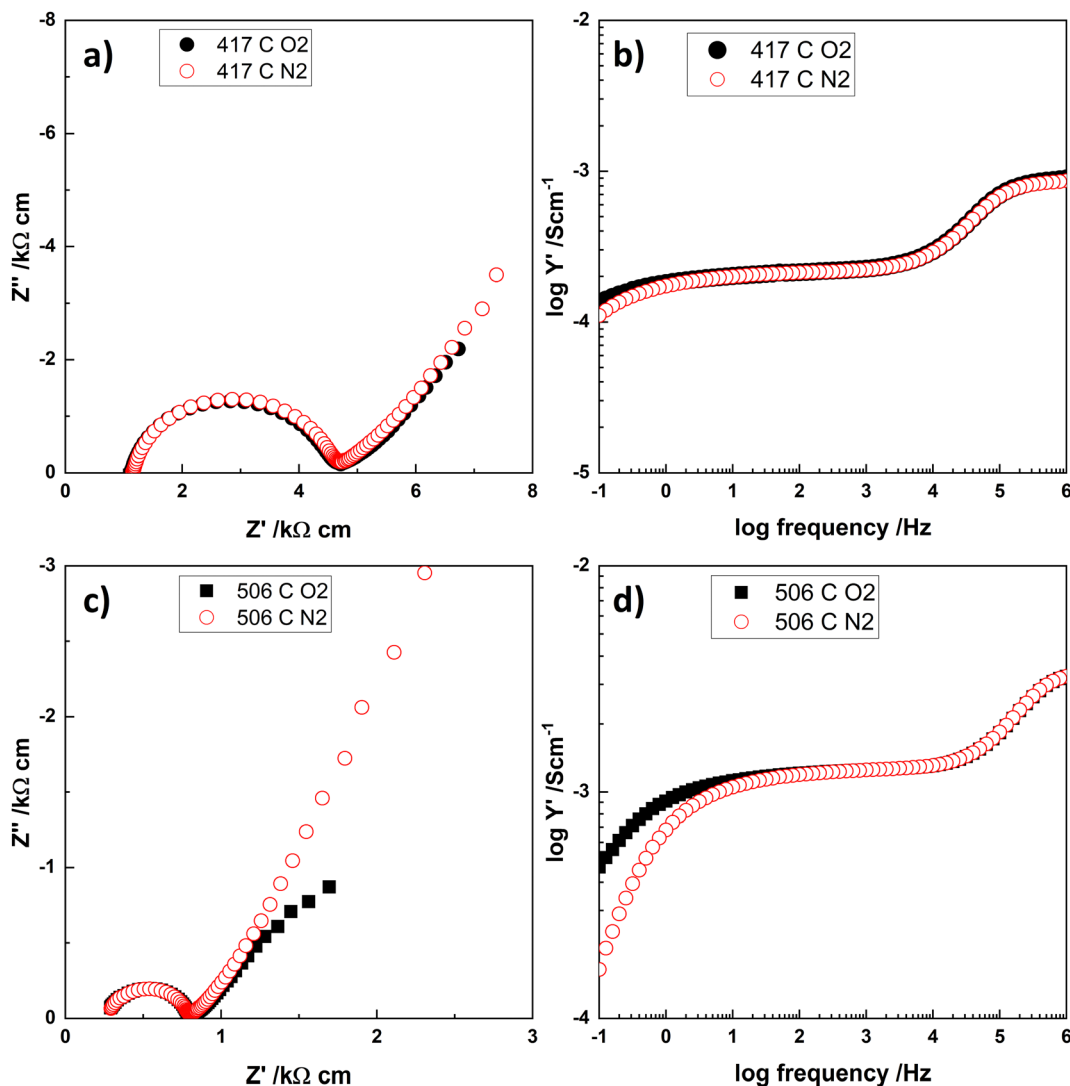 a)
417 C O2
417 C N2
-8
-6
-4
-2
0
Z'' /kΩ cm
0 2 4 6 8
Z' /kΩ cm
b)
417 C O2
417 C N2
-2
-3
-4
-5
log Y' /Scm⁻¹
-1 0 1 2 3 4 5 6
log frequency /Hz
c)
506 C O2
506 C N2
-3
-2
-1
0
Z'' /kΩ cm
0 1 2 3
Z' /kΩ cm
d)
506 C O2
506 C N2
-2
-3
-4
log Y' /Scm⁻¹
-1 0 1 2 3 4 5 6
log frequency /Hz